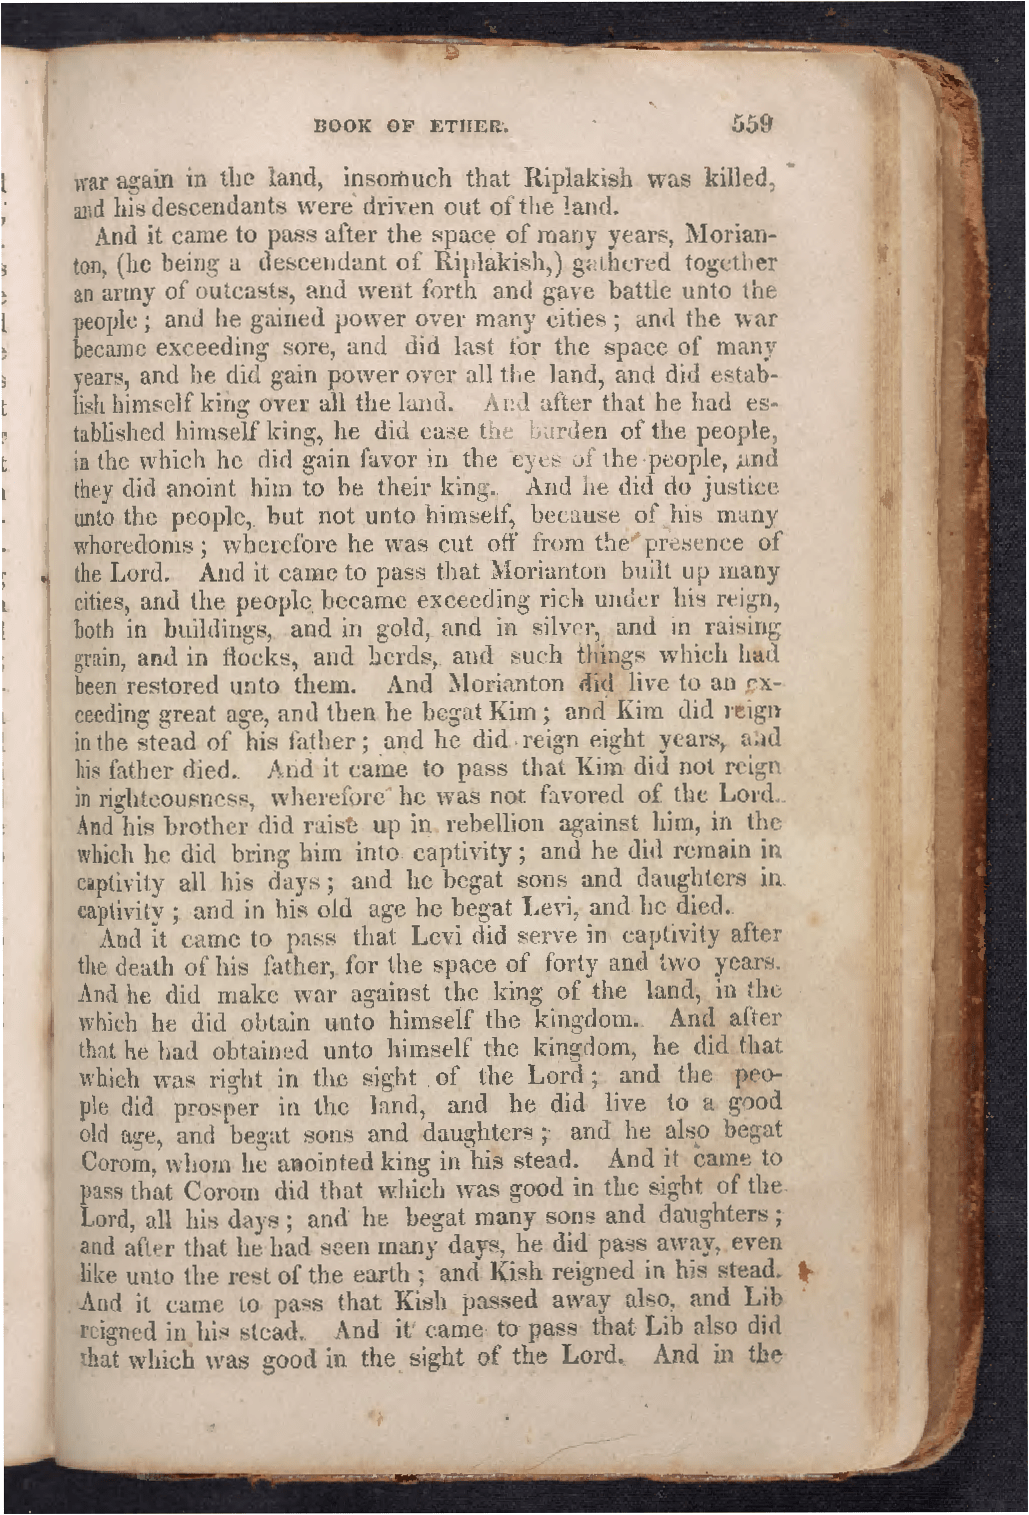 BOOK OF ETHER. 559
war again in the land, insomuch that Riplakish was killed,
and his descendants were driven out of the land.
And it came to pass after the space of many years, Morian-
ton, (he being a descendant of Riplakish,) gathered together
an army of outcasts, and went forth and gave battle unto the
people; and he gained power over many cities; and the war
became exceeding sore, and did last for the space of many
years, and he did gain power over all the land, and did estab-
lish himself king over all the land. And after that he had es-
tablished himself king, he did ease the burden of the people,
in the which he did gain favor in the eyes of the people, and
they did anoint him to be their king. And he did do justice
unto the people, but not unto himself, because of his many
whoredoms; wherefore he was cut off from the presence of
the Lord. And it came to pass that Morianton built up many
cities, and the people became exceeding rich under his reign,
both in buildings, and in gold, and in silver, and in raising
grain, and in flocks, and herds, and such things which had
been restored unto them. And Morianton did live to an ex-
ceeding great age, and then he begat Kim; and Kim did reign
in the stead of his father; and he did reign eight years, and
his father died. And it came to pass that Kim did not reign
in righteousness, wherefore he was not favored of the Lord.
And his brother did raise up in rebellion against him, in the
which he did bring him into captivity; and he did remain in
captivity all his days; and he begat sons and daughters in
captivity; and in his old age he begat Levi, and he died.
And it came to pass that Levi did serve in captivity after
the death of his father, for the space of forty and two years.
And he did make war against the king of the land, in the
which he did obtain unto himself the kingdom. And after
that he had obtained unto himself the kingdom, he did that
which was right in the sight of the Lord; and the peo-
ple did prosper in the land, and he did live to a good
old age, and begat sons and daughters; and he also begat
Corom, whom he anointed king in his stead. And it came to
pass that Corom did that which was good in the sight of the
Lord, all his days; and he begat many sons and daughters;
and after that he had seen many days, he did pass away, even
like unto the rest of the earth; and Kish reigned in his stead.
And it came to pass that Kish passed away also, and Lib
reigned in his stead. And it came to pass that Lib also did
that which was good in the sight of the Lord. And in the